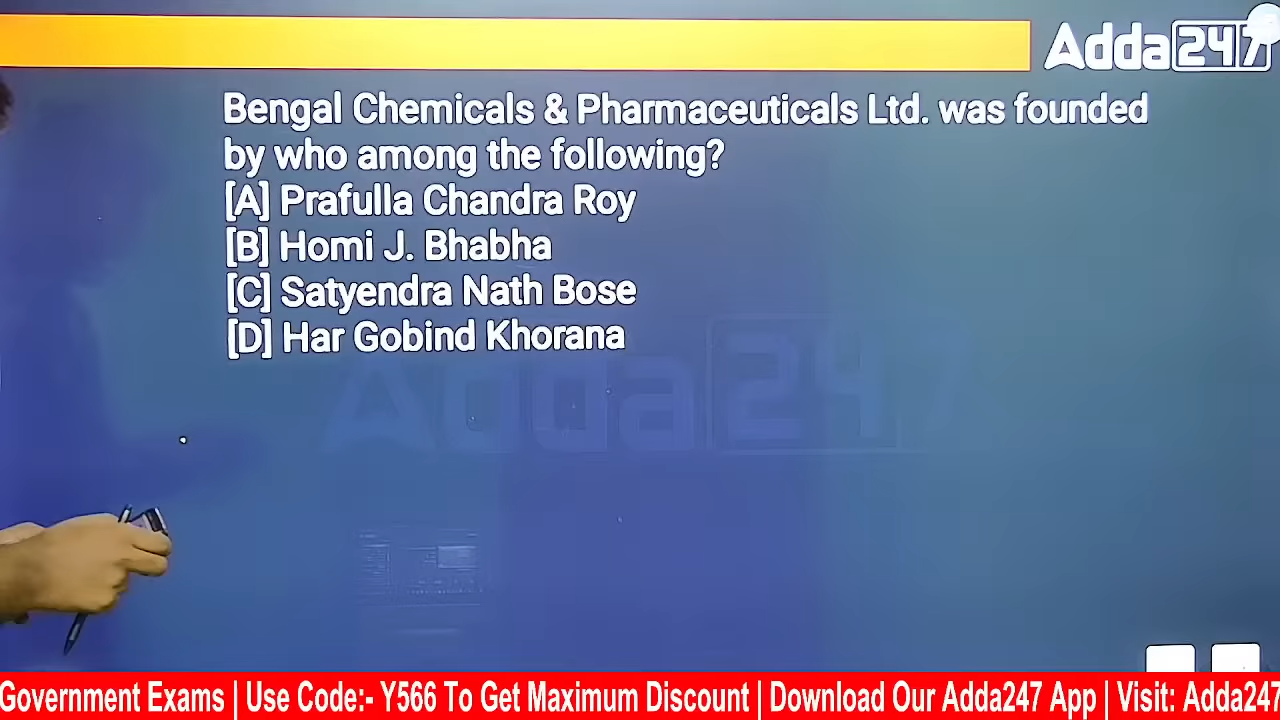 Adda247
Bengal Chemicals & Pharmaceuticals Ltd. was founded
by who among the following?
[A] Prafulla Chandra Roy
[B] Homi J. Bhabha
[C] Satyendra Nath Bose
[D] Har Gobind Khorana
Adda247
Government Exams | Use Code:- Y566 To Get Maximum Discount | Download Our Adda247 App | Visit: Adda247